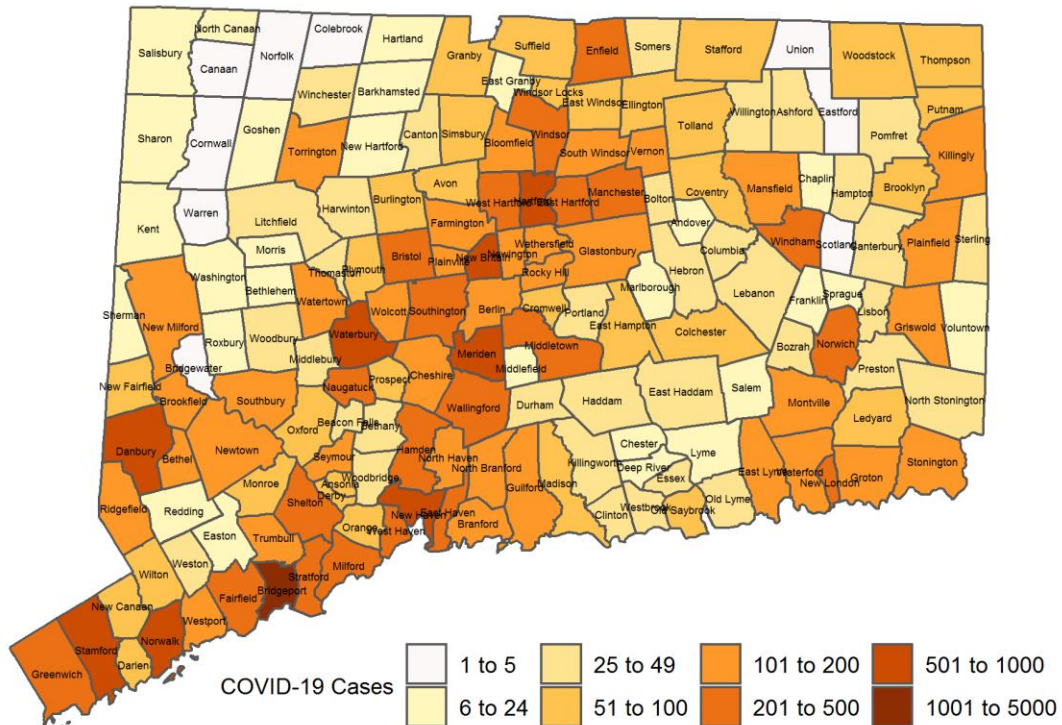 North Canaan
Colebrook
Hartland
Salisbury
Norfolk
Canaan
Granby
Suffield
Enfield
Somers
Stafford
Union
Woodstock
Thompson
East Granby
Windsor Locks
Winchester
Barkhamsted
East Windsor
Ellington
Putnam
Sharon
Cornwall
Goshen
Torrington
New Hartford
Canton
Simsbury
Bloomfield
Windsor
South Windsor
Vernon
Tolland
Willington
Ashford
Eastford
Pomfret
Killingly
Avon
West Hartford
Hartford
East Hartford
Manchester
Bolton
Coventry
Mansfield
Chaplin
Hampton
Brooklyn
Kent
Warren
Litchfield
Harwinton
Burlington
Farmington
Wethersfield
Newington
Glastonbury
Andover
Columbia
Windham
Scotland
Canterbury
Plainfield
Sterling
Morris
Washington
Bethlehem
Thomaston
Plymouth
Bristol
Plainville
New Britain
Rocky Hill
Hebron
Marlborough
Lebanon
Franklin
Sprague
Lisbon
Griswold
Voluntown
Sherman
New Milford
Roxbury
Woodbury
Watertown
Waterbury
Wolcott
Southington
Berlin
Cromwell
Portland
East Hampton
Colchester
Bozrah
Norwich
Preston
Bridgewater
Middlebury
Meriden
Middletown
Middlefield
New Fairfield
Brookfield
Southbury
Naugatuck
Prospect
Cheshire
Wallingford
Durham
Haddam
East Haddam
Salem
Montville
Ledyard
North Stonington
Danbury
Bethel
Newtown
Oxford
Beacon Falls
Bethany
Hamden
North Haven
North Branford
Guilford
Madison
Killingworth
Chester
Deep River
Essex
Lyme
East Lyme
Waterford
New London
Groton
Stonington
Seymour
Woodbridge
Ansonia
Derby
Monroe
Ridgefield
Redding
Shelton
Orange
New Haven
East Haven
West Haven
Branford
Clinton
Westbrook
Old Saybrook
Old Lyme
Easton
Trumbull
Wilton
Weston
Stratford
Milford
Bridgeport
Fairfield
New Canaan
Norwalk
Westport
Stamford
Greenwich
Darien
COVID-19 Cases
1 to 5
25 to 49
101 to 200
501 to 1000
6 to 24
51 to 100
201 to 500
1001 to 5000